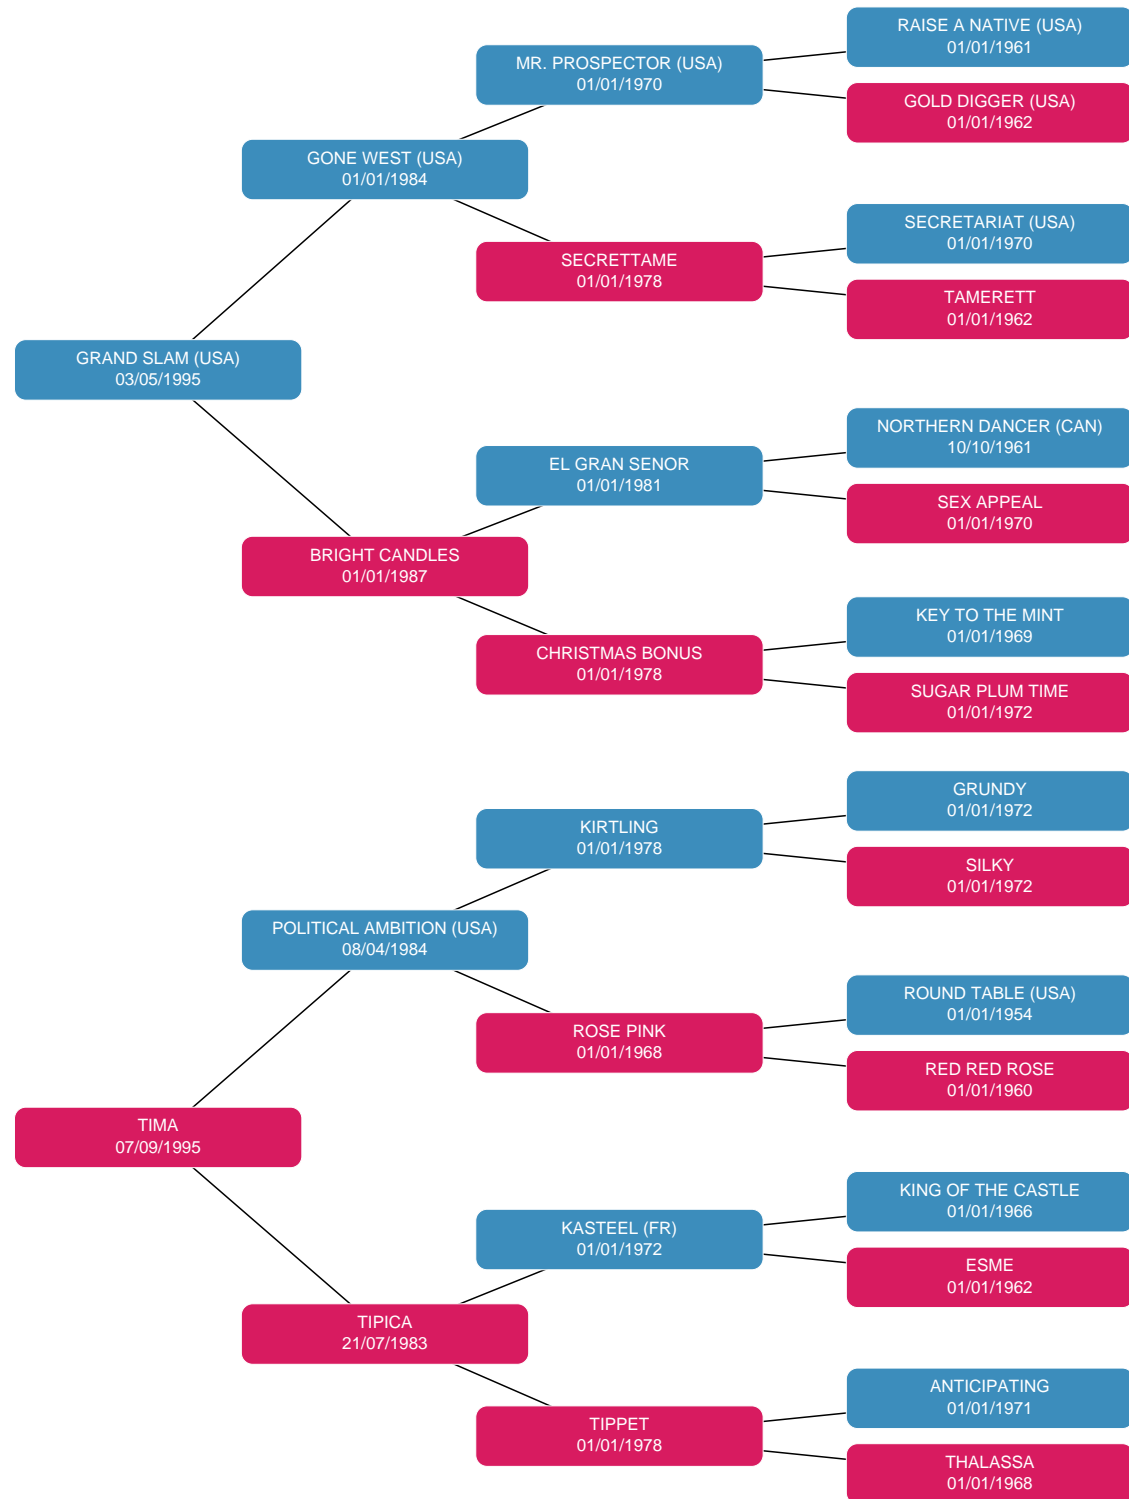 RAISE A NATIVE (USA)
01/01/1961
MR. PROSPECTOR (USA)
01/01/1970
GOLD DIGGER (USA)
01/01/1962
GONE WEST (USA)
01/01/1984
SECRETARIAT (USA)
01/01/1970
SECRETTAME
01/01/1978
TAMERETT
01/01/1962
GRAND SLAM (USA)
03/05/1995
NORTHERN DANCER (CAN)
10/10/1961
EL GRAN SENOR
01/01/1981
SEX APPEAL
01/01/1970
BRIGHT CANDLES
01/01/1987
KEY TO THE MINT
01/01/1969
CHRISTMAS BONUS
01/01/1978
SUGAR PLUM TIME
01/01/1972
GRUNDY
01/01/1972
KIRTLING
01/01/1978
SILKY
01/01/1972
POLITICAL AMBITION (USA)
08/04/1984
ROUND TABLE (USA)
01/01/1954
ROSE PINK
01/01/1968
RED RED ROSE
01/01/1960
TIMA
07/09/1995
KING OF THE CASTLE
01/01/1966
KASTEEL (FR)
01/01/1972
ESME
01/01/1962
TIPICA
21/07/1983
ANTICIPATING
01/01/1971
TIPPET
01/01/1978
THALASSA
01/01/1968